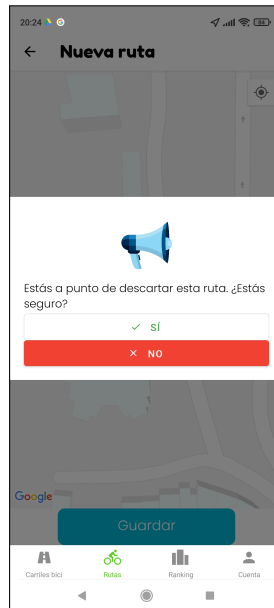 20:24
84
Nueva ruta
Estás a punto de descartar esta ruta. ¿Estás
seguro?
SÍ
NO
Google
Guardar
Carriles bici
Rutas
Ranking
Cuenta